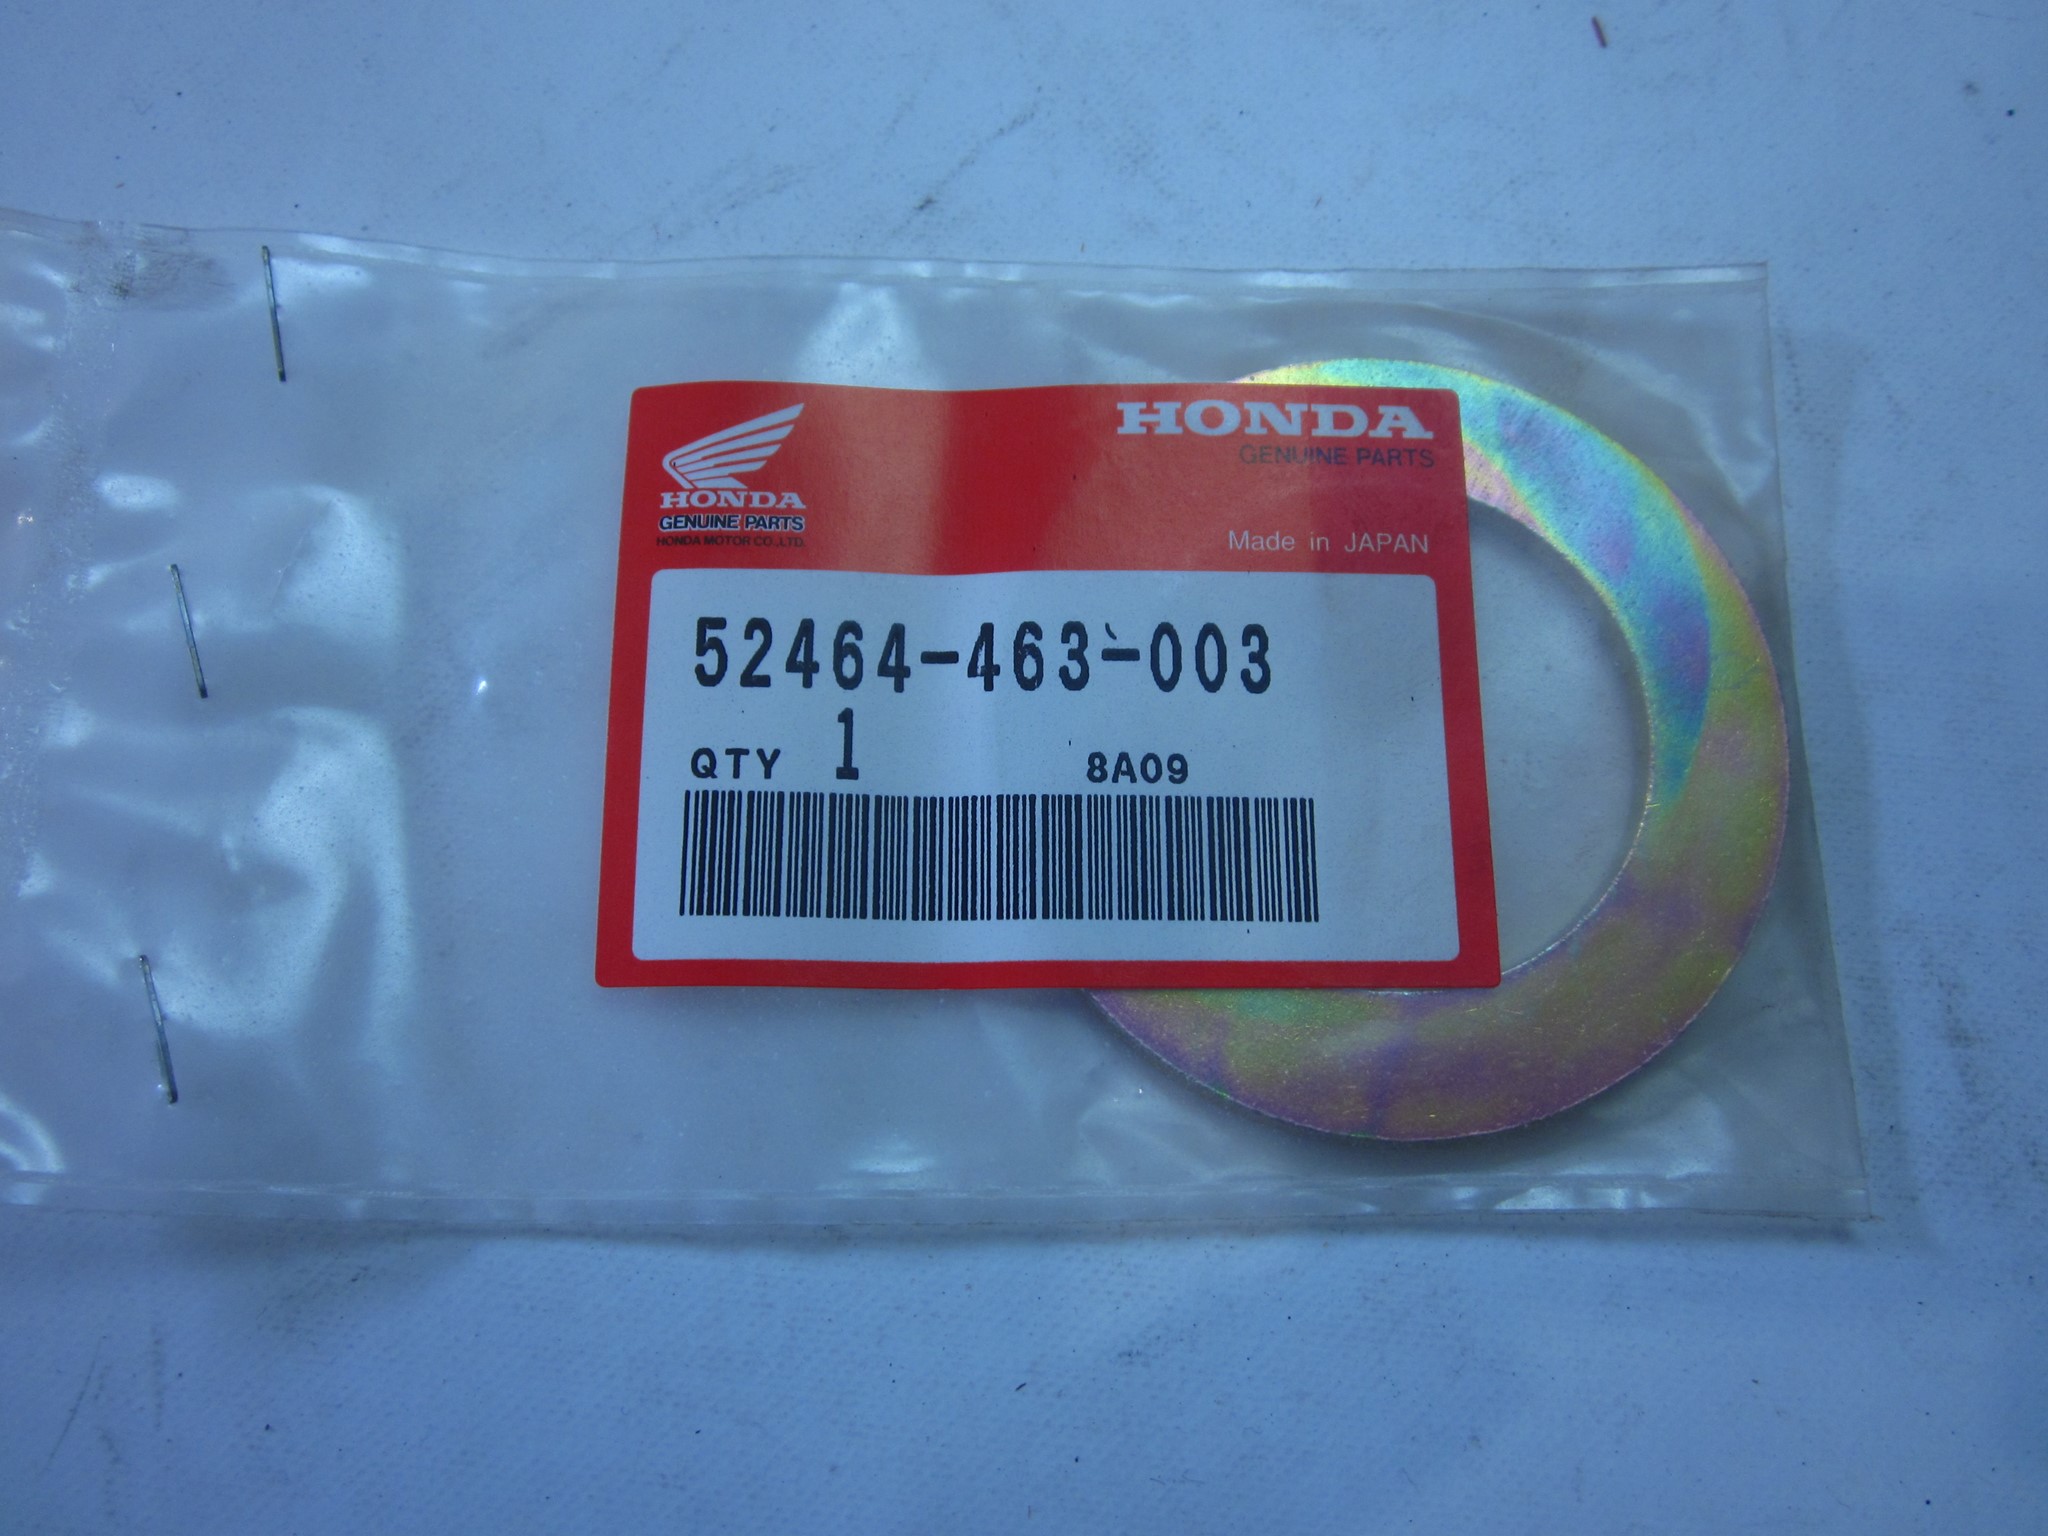 HONDA
GENUINE PARTS
HONDA MOTOR CO.,LTD.
HONDA
GENUINE PARTS
Made in JAPAN
52464-463-003
QTY 1 8A09